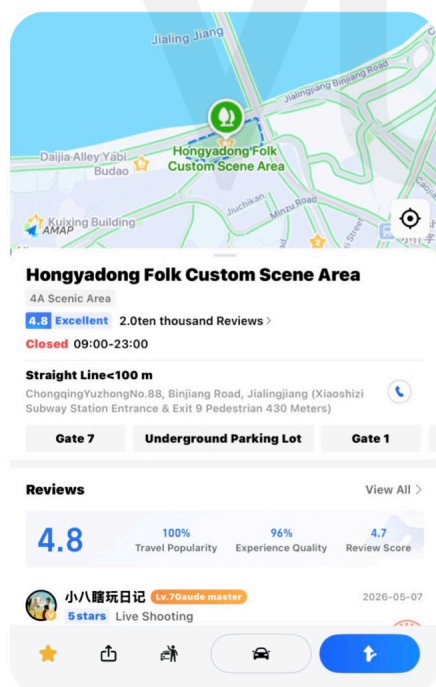 Jialing Jiang
Jialingjiang Binjiang Road
Daijia Alley Yabi
Budao
Hongyadong Folk
Custom Scene Area
Juchikan
Minzu Road
Kuixing Building
AMAP
Hongyadong Folk Custom Scene Area
4A Scenic Area
4.8 Excellent 2.0ten thousand Reviews >
Closed 09:00-23:00
Straight Line<100 m
ChongqingYuzhongNo.88, Binjiang Road, Jialingjiang (Xiaoshizi
Subway Station Entrance & Exit 9 Pedestrian 430 Meters)
Gate 7 Underground Parking Lot Gate 1
Reviews View All >
4.8
100% 96% 4.7
Travel Popularity Experience Quality Review Score
小八瞎玩日记 Lv.7Gaude master 2026-05-07
5stars Live Shooting